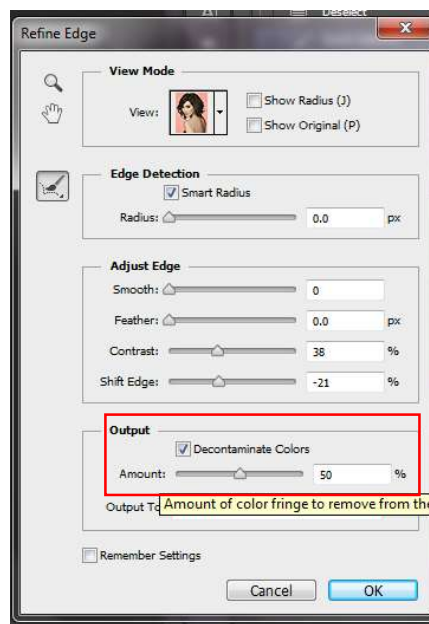 Deselect
Refine Edge
View Mode
View:
Show Radius (J)
Show Original (P)
Edge Detection
Smart Radius
Radius: 0.0 px
Adjust Edge
Smooth: 0
Feather: 0.0 px
Contrast: 38 %
Shift Edge: -21 %
Output
Decontaminate Colors
Amount: 50 %
Output To
Amount of color fringe to remove from the
Remember Settings
Cancel OK